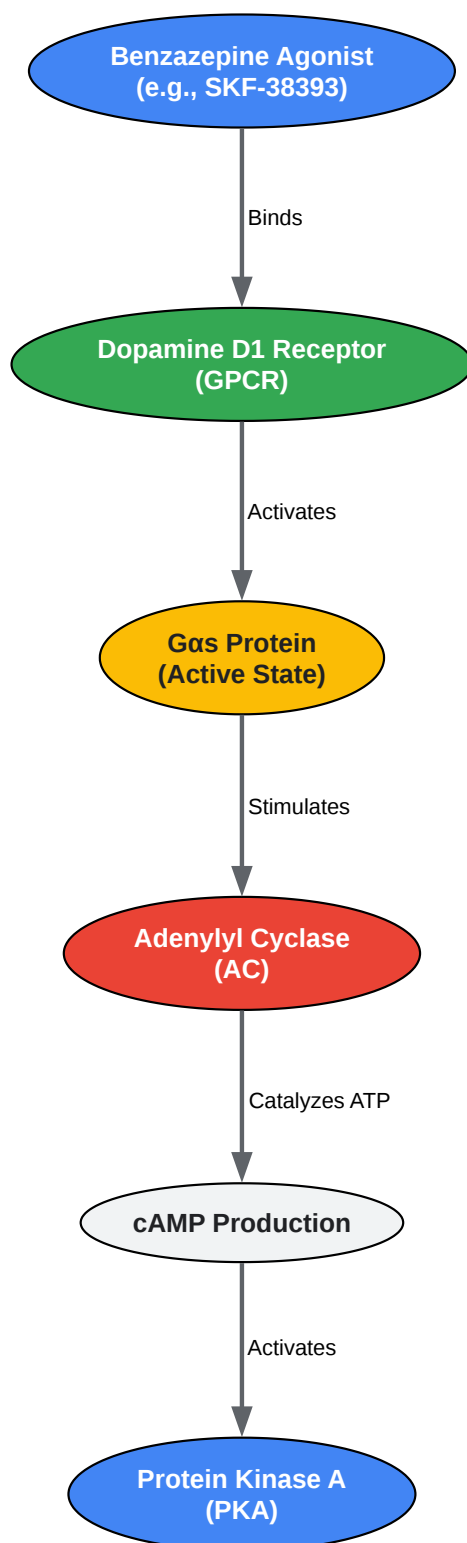 Benzazepine Agonist
(e.g., SKF-38393)
Binds
Dopamine D1 Receptor
(GPCR)
Activates
Gαs Protein
(Active State)
Stimulates
Adenylyl Cyclase
(AC)
Catalyzes ATP
cAMP Production
Activates
Protein Kinase A
(PKA)